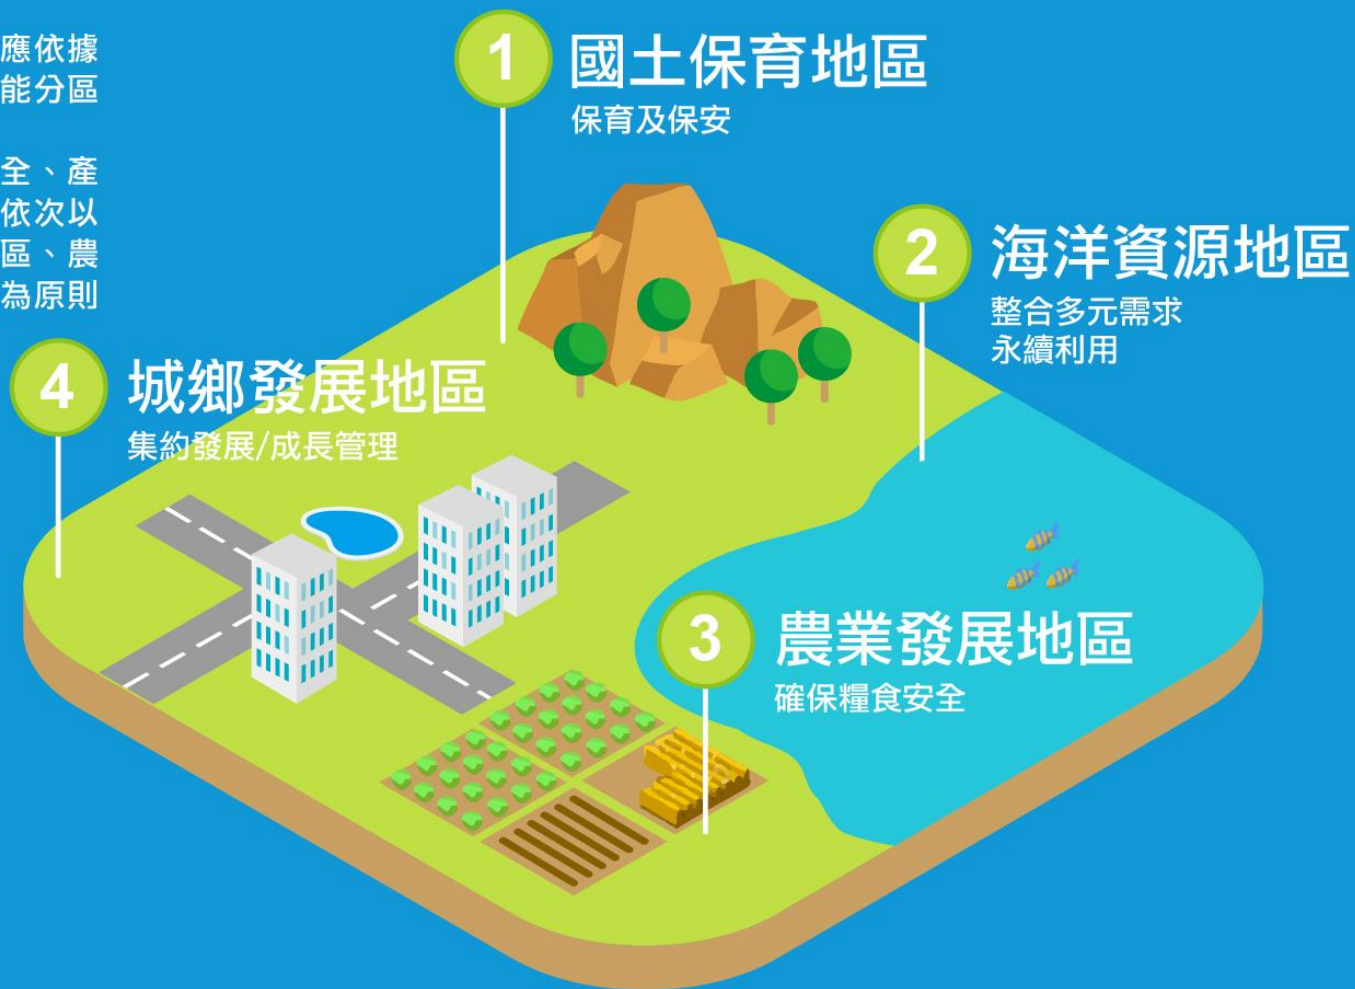 應依據
能分區
全、產
依次以
區、農
為原則
1
國土保育地區
保育及保安
2
海洋資源地區
整合多元需求
永續利用
4
城鄉發展地區
集約發展/成長管理
3
農業發展地區
確保糧食安全